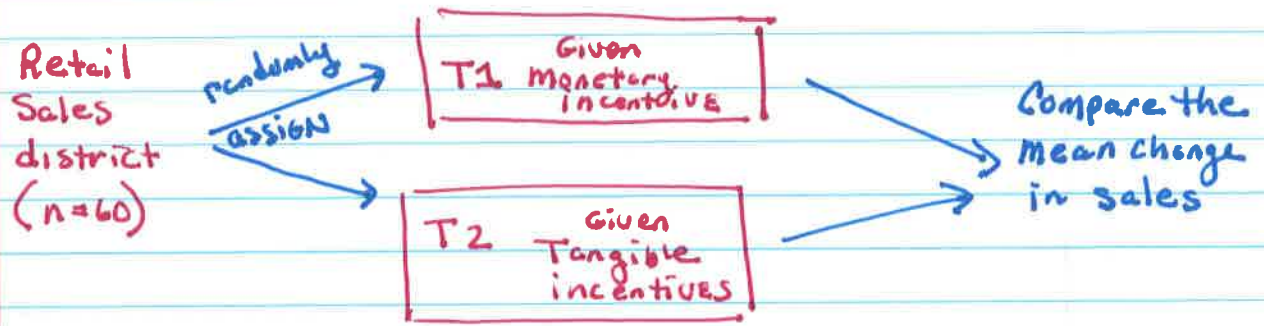 Retail
Sales
district
(n=60)
randomly
assign
T1 Given
Monetary
incentive
T2 Given
Tangible
incentives
Compare the
mean change
in sales